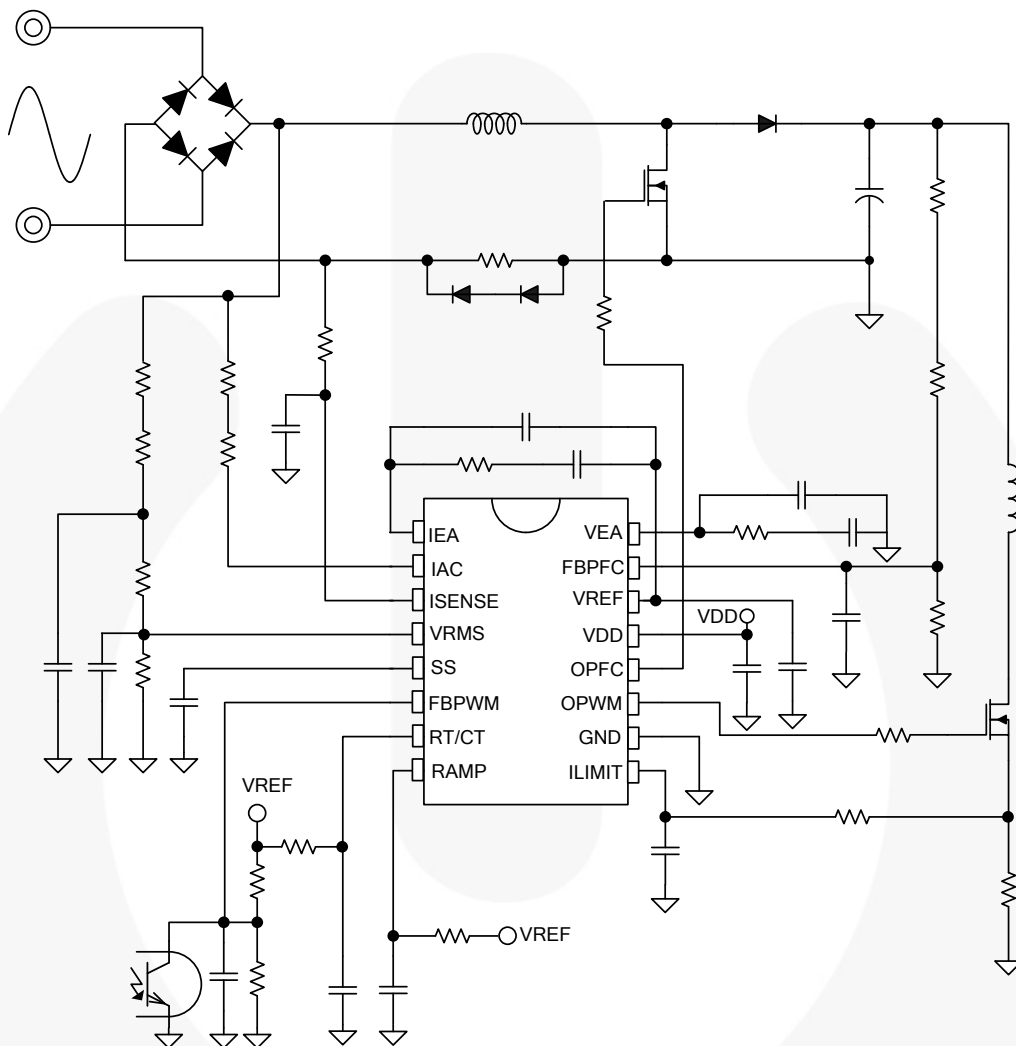 IEA
IAC
ISENSE
VRMS
SS
FBPWM
RT/CT
RAMP
VEA
FBPFC
VREF
VDD
OPFC
OPWM
GND
ILIMIT
VDD
VREF
VREF